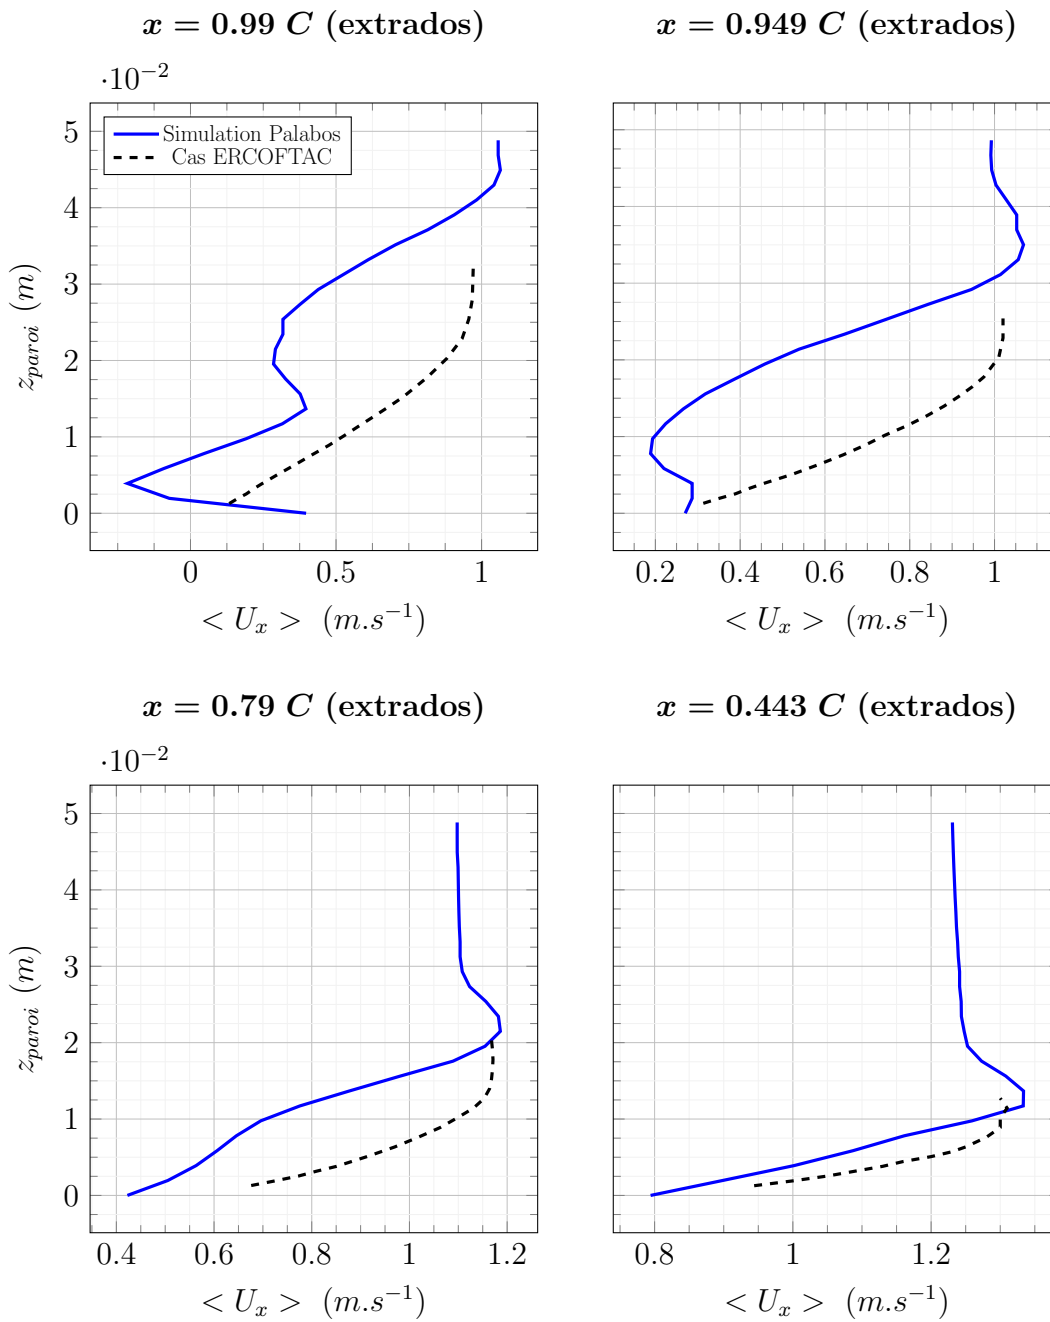 x = 0.99 C (extrados)
x = 0.949 C (extrados)
·10⁻²
5
4
3
2
1
0
z_paroi (m)
Simulation Palabos
Cas ERCOFTAC
0 0.5 1
0.2 0.4 0.6 0.8 1
< U_x > (m.s⁻¹)
< U_x > (m.s⁻¹)
x = 0.79 C (extrados)
x = 0.443 C (extrados)
·10⁻²
5
4
3
2
1
0
z_paroi (m)
0.4 0.6 0.8 1 1.2
0.8 1 1.2
< U_x > (m.s⁻¹)
< U_x > (m.s⁻¹)